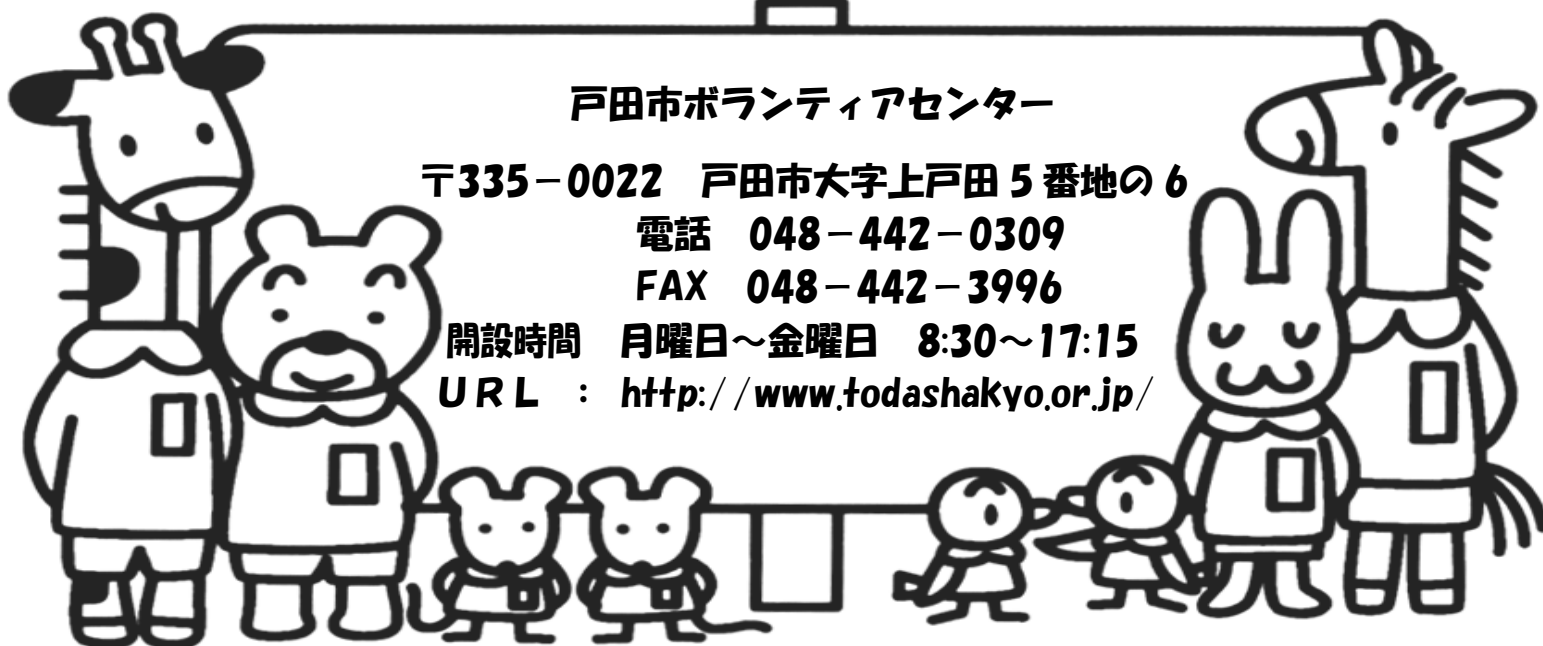 戸田市ボランティアセンター
〒335－0022　戸田市大字上戸田５番地の６
電話　048－442－0309
FAX　048－442－3996
開設時間　月曜日～金曜日　8:30～17:15
ＵＲＬ　：　http://www.todashakyo.or.jp/